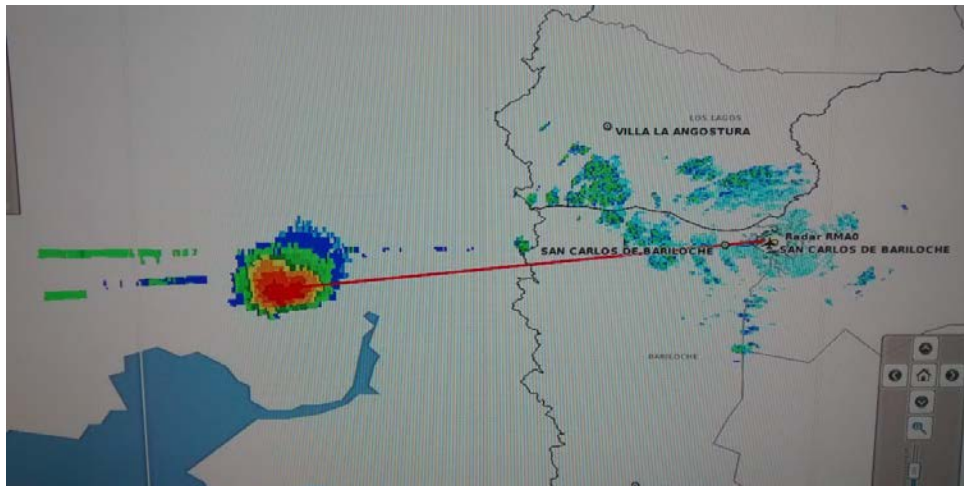 LOS LAGOS
VILLA LA ANGOSTURA
Radar RMA0
SAN CARLOS DE BARILOCHE
SAN CARLOS DE BARILOCHE
BARILOCHE